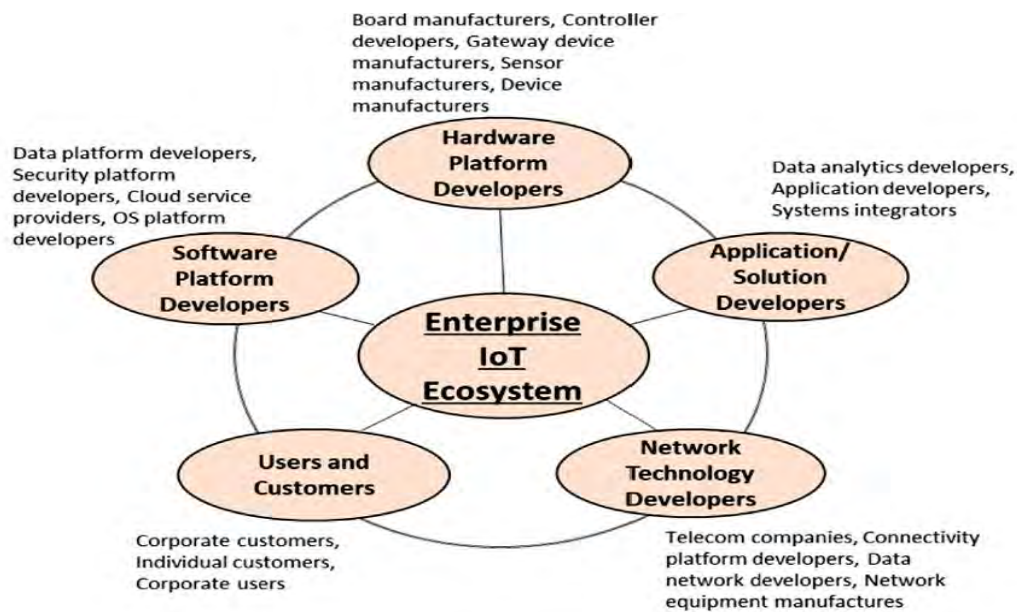 Board manufacturers, Controller
developers, Gateway device
manufacturers, Sensor
manufacturers, Device
manufacturers
Hardware
Platform
Developers
Data platform developers,
Security platform
developers, Cloud service
providers, OS platform
developers
Software
Platform
Developers
Data analytics developers,
Application developers,
Systems integrators
Application/
Solution
Developers
Enterprise
IoT
Ecosystem
Users and
Customers
Corporate customers,
Individual customers,
Corporate users
Network
Technology
Developers
Telecom companies, Connectivity
platform developers, Data
network developers, Network
equipment manufactures